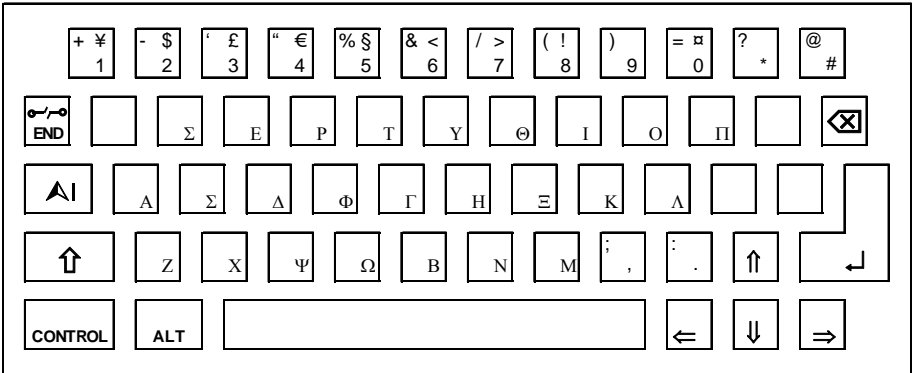 + ¥ - $ ‘ £ “ € % § & < / > ( ! ) = ¤ ? @
1 2 3 4 5 6 7 8 9 0 * #
END Σ Ε Ρ Τ Υ Θ Ι Ο Π
Α Σ Δ Φ Γ Η Ξ Κ Λ
Ζ Χ Ψ Ω Β Ν Μ ; , : .
CONTROL ALT